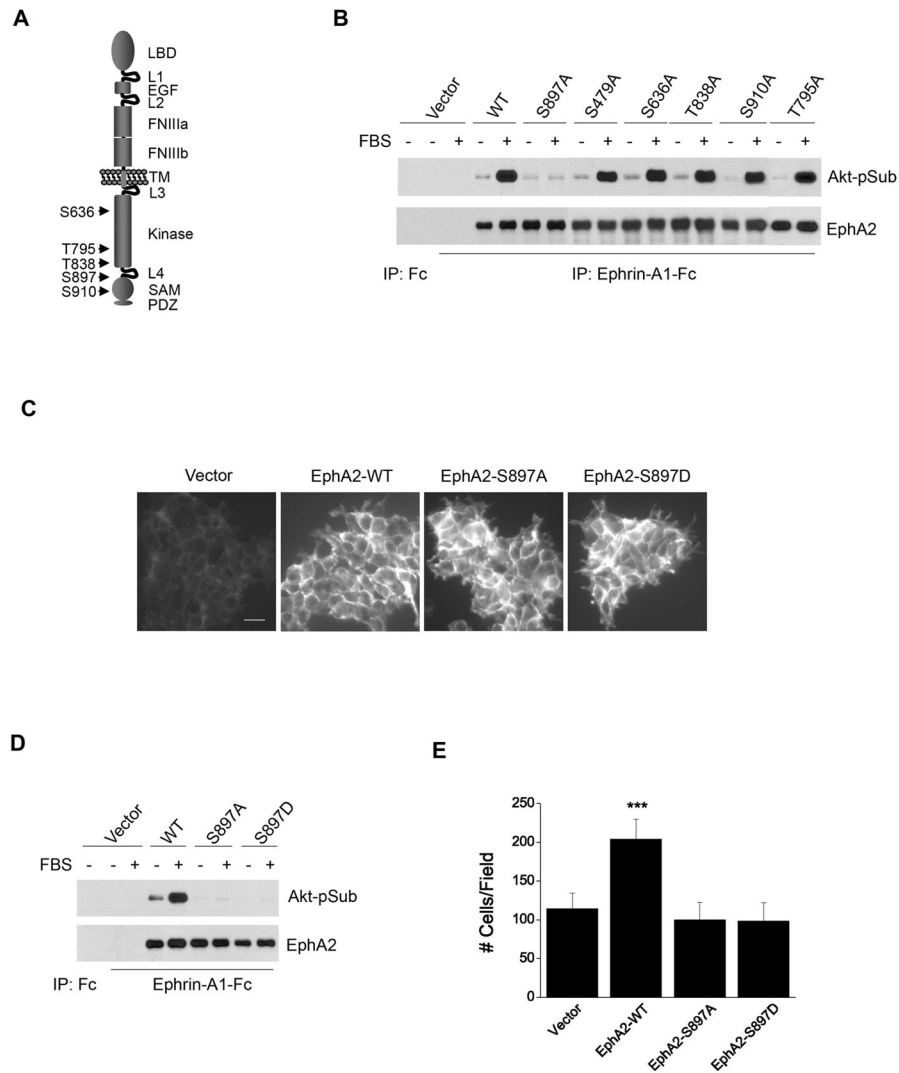 A
LBD
L1
EGF
L2
FNIIIa
FNIIIb
TM
L3
S636
Kinase
T795
T838
S897
L4
S910
SAM
PDZ
B
Vector WT S897A S479A S636A T838A S910A T795A
FBS - - + - + - + - + - + - + - + - +
Akt-pSub
EphA2
IP: Fc IP: Ephrin-A1-Fc
C
Vector EphA2-WT EphA2-S897A EphA2-S897D
D
Vector WT S897A S897D
FBS - - + - + - + - +
Akt-pSub
EphA2
IP: Fc Ephrin-A1-Fc
E
# Cells/Field
250
200
150
100
50
0
***
Vector
EphA2-WT
EphA2-S897A
EphA2-S897D